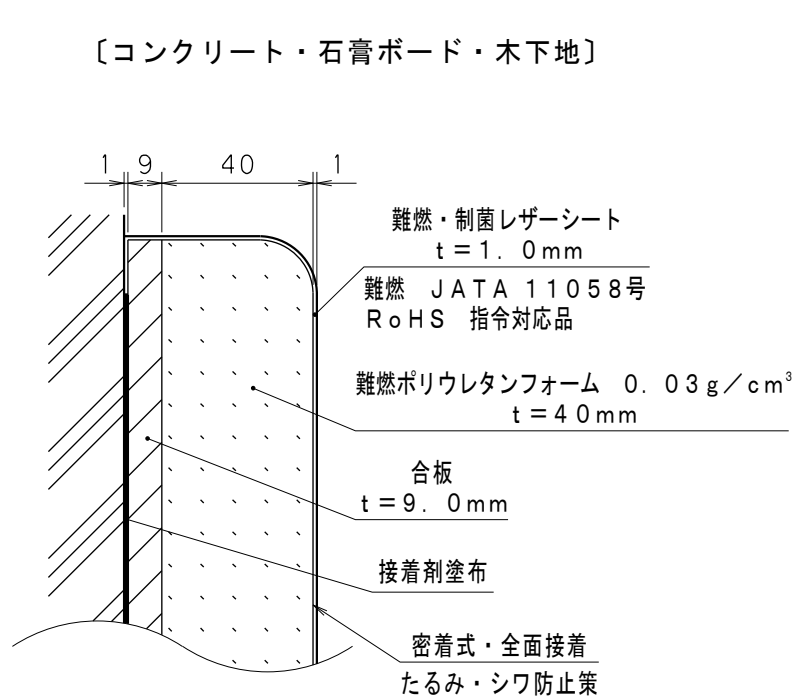 〔コンクリート・石膏ボード・木下地〕
1 9 40 1
難燃・制菌レザーシート
t=1.0mm
難燃 JATA 11058号
RoHS 指令対応品
難燃ポリウレタンフォーム 0.03g/cm³
t=40mm
合板
t=9.0mm
接着剤塗布
密着式・全面接着
たるみ・シワ防止策